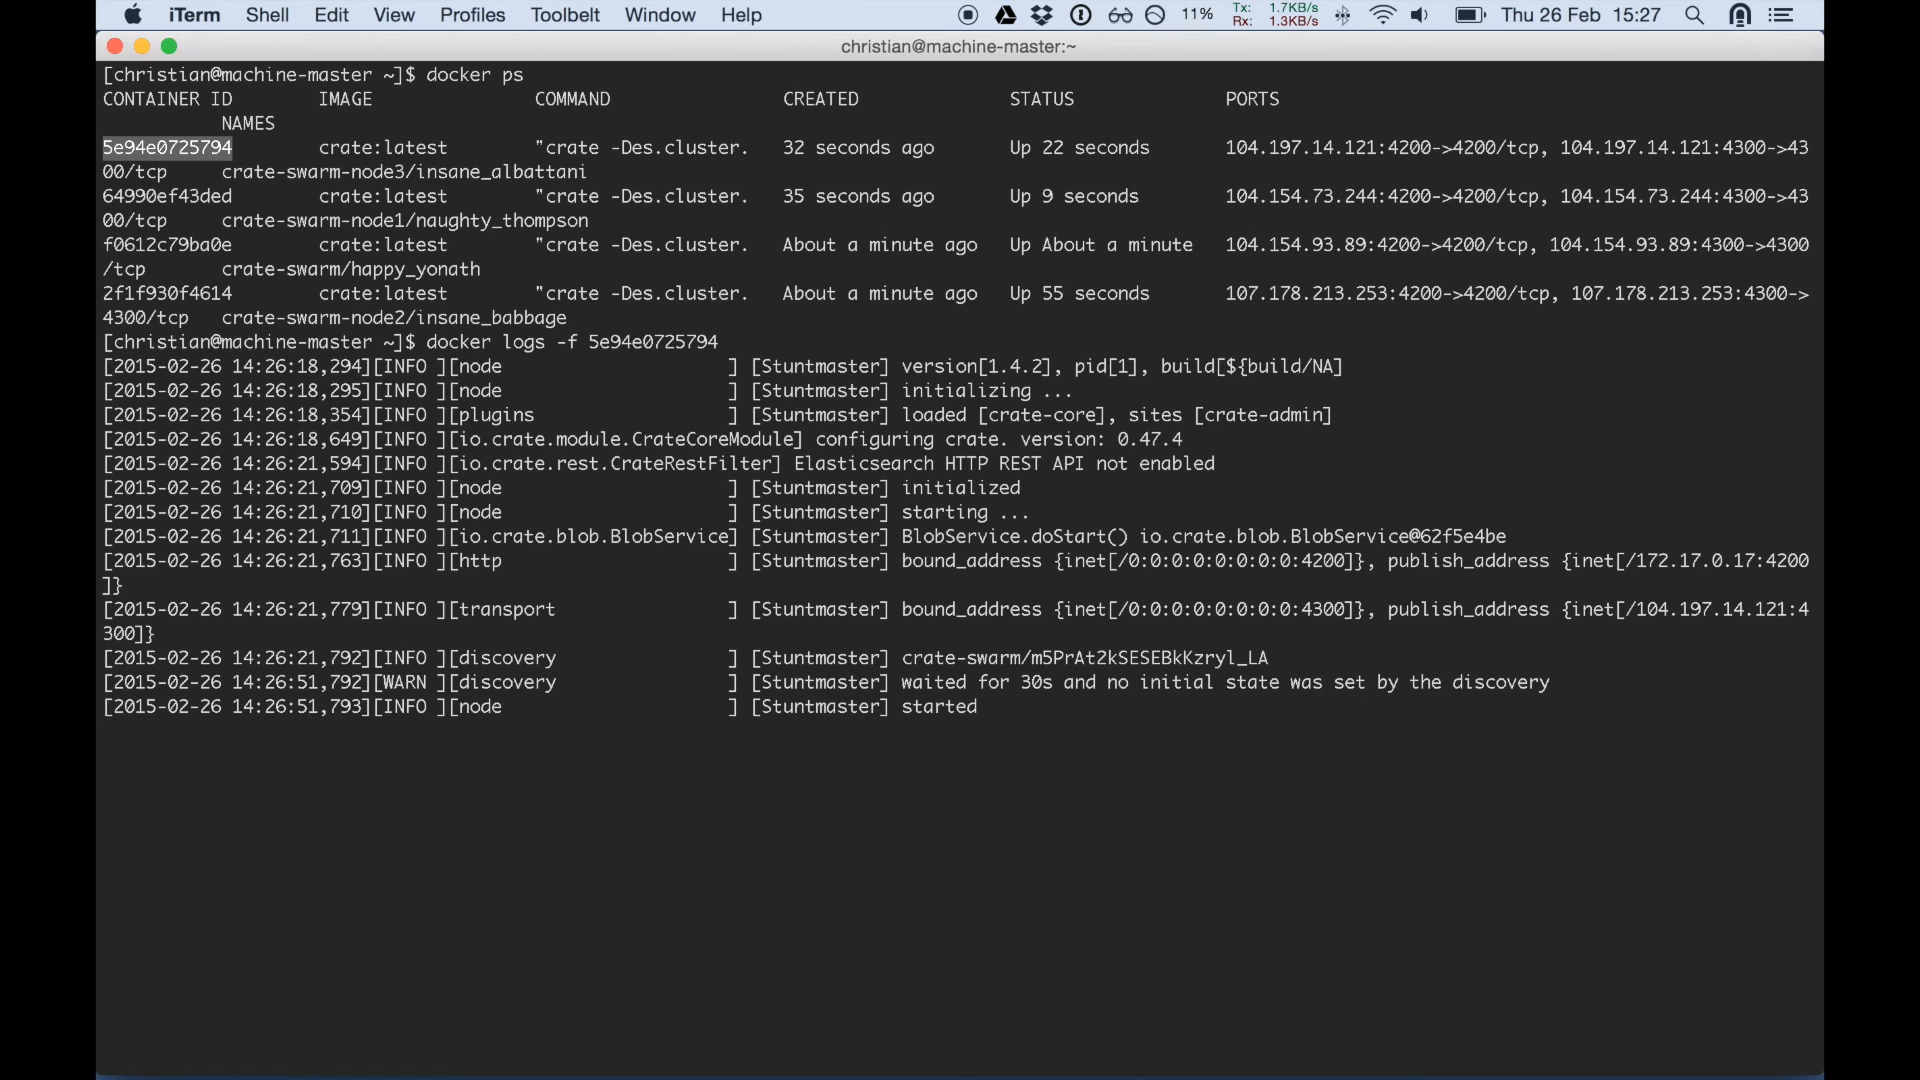 iTerm Shell Edit View Profiles Toolbelt Window Help 11% Tx: 1.7KB/s Rx: 1.3KB/s Thu 26 Feb 15:27
christian@machine-master:~
[christian@machine-master ~]$ docker ps
CONTAINER ID        IMAGE               COMMAND                CREATED              STATUS              PORTS
           NAMES
5e94e0725794        crate:latest        "crate -Des.cluster.   32 seconds ago       Up 22 seconds       104.197.14.121:4200->4200/tcp, 104.197.14.121:4300->43
00/tcp     crate-swarm-node3/insane_albattani
64990ef43ded        crate:latest        "crate -Des.cluster.   35 seconds ago       Up 9 seconds        104.154.73.244:4200->4200/tcp, 104.154.73.244:4300->43
00/tcp     crate-swarm-node1/naughty_thompson
f0612c79ba0e        crate:latest        "crate -Des.cluster.   About a minute ago   Up About a minute   104.154.93.89:4200->4200/tcp, 104.154.93.89:4300->4300
/tcp       crate-swarm/happy_yonath
2f1f930f4614        crate:latest        "crate -Des.cluster.   About a minute ago   Up 55 seconds       107.178.213.253:4200->4200/tcp, 107.178.213.253:4300->
4300/tcp   crate-swarm-node2/insane_babbage
[christian@machine-master ~]$ docker logs -f 5e94e0725794
[2015-02-26 14:26:18,294][INFO ][node                     ] [Stuntmaster] version[1.4.2], pid[1], build[${build/NA]
[2015-02-26 14:26:18,295][INFO ][node                     ] [Stuntmaster] initializing ...
[2015-02-26 14:26:18,354][INFO ][plugins                  ] [Stuntmaster] loaded [crate-core], sites [crate-admin]
[2015-02-26 14:26:18,649][INFO ][io.crate.module.CrateCoreModule] configuring crate. version: 0.47.4
[2015-02-26 14:26:21,594][INFO ][io.crate.rest.CrateRestFilter] Elasticsearch HTTP REST API not enabled
[2015-02-26 14:26:21,709][INFO ][node                     ] [Stuntmaster] initialized
[2015-02-26 14:26:21,710][INFO ][node                     ] [Stuntmaster] starting ...
[2015-02-26 14:26:21,711][INFO ][io.crate.blob.BlobService] [Stuntmaster] BlobService.doStart() io.crate.blob.BlobService@62f5e4be
[2015-02-26 14:26:21,763][INFO ][http                     ] [Stuntmaster] bound_address {inet[/0:0:0:0:0:0:0:0:4200]}, publish_address {inet[/172.17.0.17:4200
]}
[2015-02-26 14:26:21,779][INFO ][transport                ] [Stuntmaster] bound_address {inet[/0:0:0:0:0:0:0:0:4300]}, publish_address {inet[/104.197.14.121:4
300]}
[2015-02-26 14:26:21,792][INFO ][discovery                ] [Stuntmaster] crate-swarm/m5PrAt2kSESEBkKzryl_LA
[2015-02-26 14:26:51,792][WARN ][discovery                ] [Stuntmaster] waited for 30s and no initial state was set by the discovery
[2015-02-26 14:26:51,793][INFO ][node                     ] [Stuntmaster] started